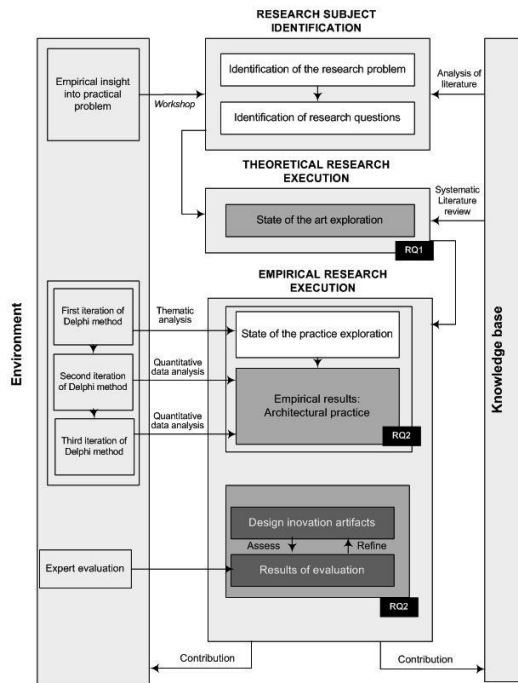 RESEARCH SUBJECT
IDENTIFICATION
Empirical insight
into practical
problem
Workshop
Identification of the research problem
Identification of research questions
Analysis of
literature
THEORETICAL RESEARCH
EXECUTION
State of the art exploration
RQ1
Systematic
Literature
review
EMPIRICAL RESEARCH
EXECUTION
Environment
Knowledge base
First iteration of
Delphi method
Thematic
analysis
State of the practice exploration
Second iteration
of Delphi method
Quantitative
data analysis
Empirical results:
Architectural practice
Third iteration of
Delphi method
Quantitative
data analysis
RQ2
Design inovation artifacts
Assess
Refine
Expert evaluation
Results of evaluation
RQ2
Contribution
Contribution